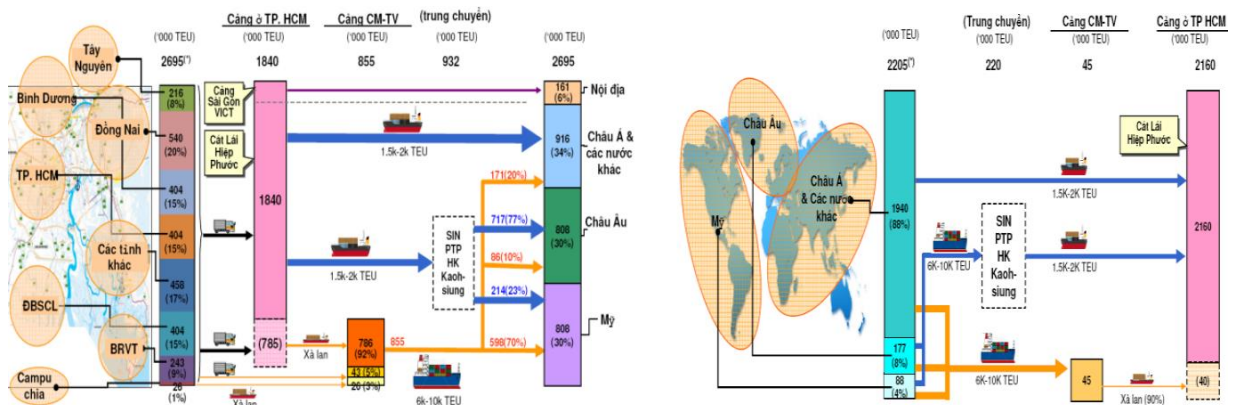 Cảng ở TP. HCM
Cảng CM-TV
(trung chuyển)
('000 TEU)
('000 TEU)
('000 TEU)
('000 TEU)
('000 TEU)
2695(*)
1840
855
932
2695
Tây
Nguyên
Bình Dương
Đồng Nai
TP. HCM
Các tỉnh
khác
ĐBSCL
BRVT
Campu
chia
216
(8%)
540
(20%)
404
(15%)
404
(15%)
458
(17%)
404
(15%)
243
(9%)
26
(1%)
Cảng
Sài Gòn
VICT
Cát Lái
Hiệp
Phước
1840
(785)
1.5k-2k TEU
1.5k-2k TEU
SIN
PTP
HK
Kaoh-
siung
Xà lan
Xà lan
786
(92%)
43 (5%)
26 (3%)
855
6k-10k TEU
171(20%)
717(77%)
86(10%)
214(23%)
598(70%)
161
(6%)
916
(34%)
808
(30%)
808
(30%)
Nội địa
Châu Á &
các nước
khác
Châu Âu
Mỹ
(Trung chuyển)
Cảng CM-TV
Cảng ở TP HCM
('000 TEU)
('000 TEU)
('000 TEU)
('000 TEU)
2205(*)
220
45
2160
Châu Âu
Châu Á
& Các nước
khác
Mỹ
1940
(88%)
177
(8%)
88
(4%)
1.5K-2K TEU
6K-10K TEU
SIN
PTP
HK
Kaoh-
siung
1.5K-2K TEU
6K-10K TEU
45
Xà lan (90%)
Cát Lái
Hiệp Phước
2160
(40)